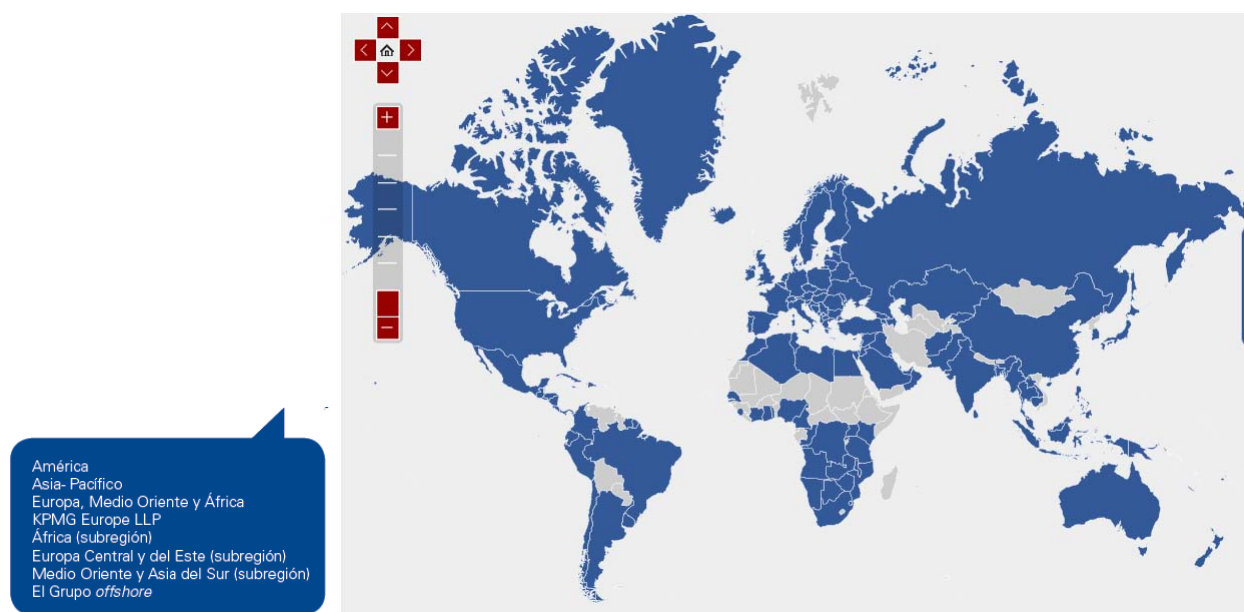 América
Asia- Pacífico
Europa, Medio Oriente y África
KPMG Europe LLP
África (subregión)
Europa Central y del Este (subregión)
Medio Oriente y Asia del Sur (subregión)
El Grupo offshore